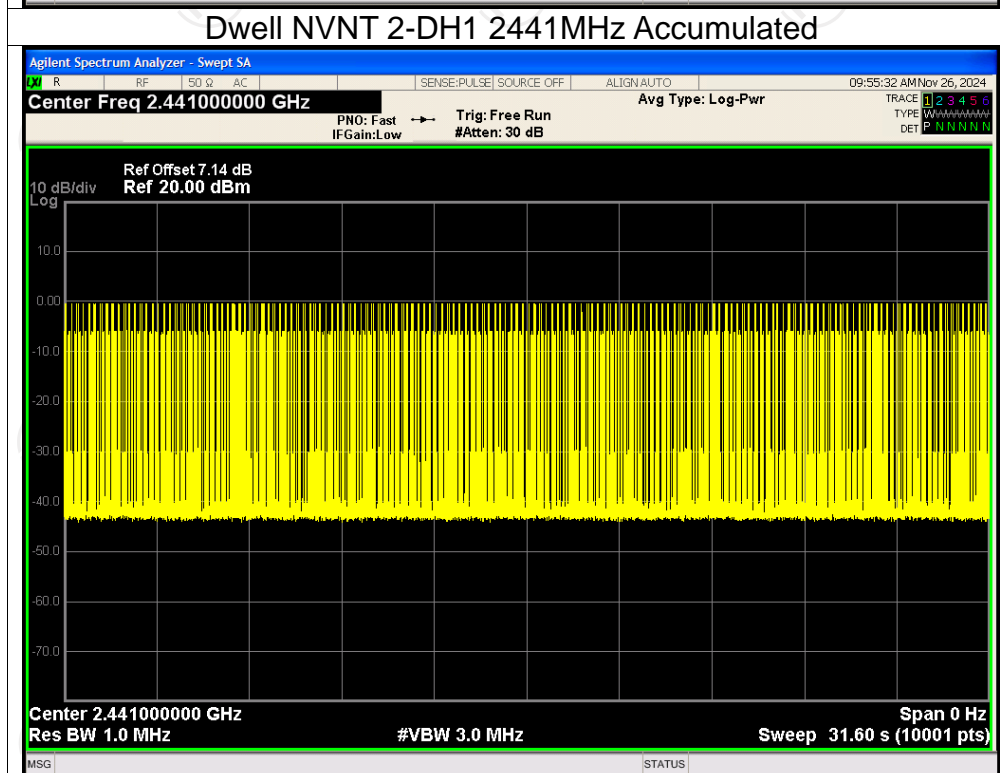 Dwell NVNT 2-DH1 2441MHz Accumulated
Agilent Spectrum Analyzer - Swept SA
LXI R RF 50 Ω AC SENSE:PULSE SOURCE OFF ALIGN AUTO 09:55:32 AM Nov 26, 2024
Center Freq 2.441000000 GHz Avg Type: Log-Pwr TRACE 1 2 3 4 5 6
PNO: Fast Trig: Free Run TYPE WWWWWW
IFGain:Low #Atten: 30 dB DET P N N N N N
Ref Offset 7.14 dB
10 dB/div Ref 20.00 dBm
Log
10.0
0.00
-10.0
-20.0
-30.0
-40.0
-50.0
-60.0
-70.0
Center 2.441000000 GHz Span 0 Hz
Res BW 1.0 MHz #VBW 3.0 MHz Sweep 31.60 s (10001 pts)
MSG STATUS